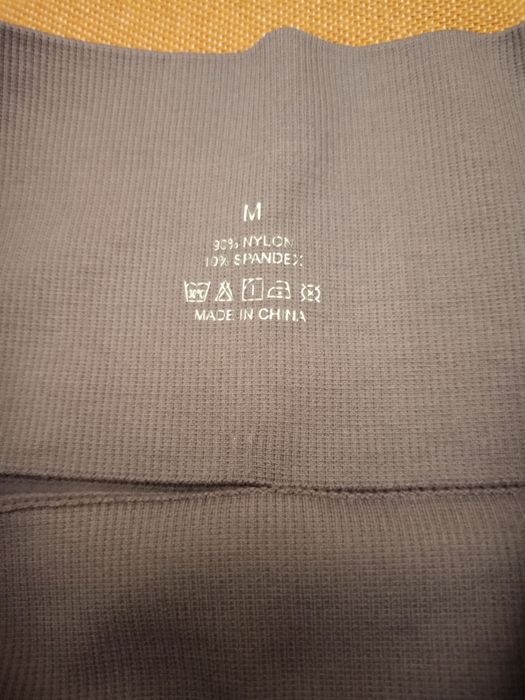 M
90% NYLON
10% SPANDEX
MADE IN CHINA